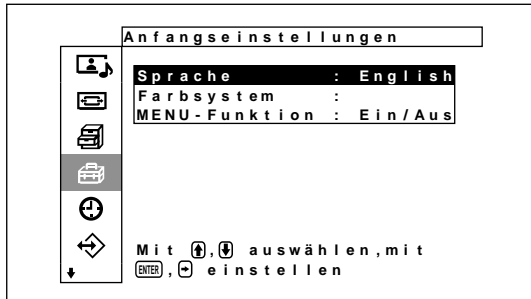 Anfangseinstellungen
Sprache : English
Farbsystem :
MENU-Funktion : Ein/Aus
Mit , auswählen,mit
ENTER , einstellen